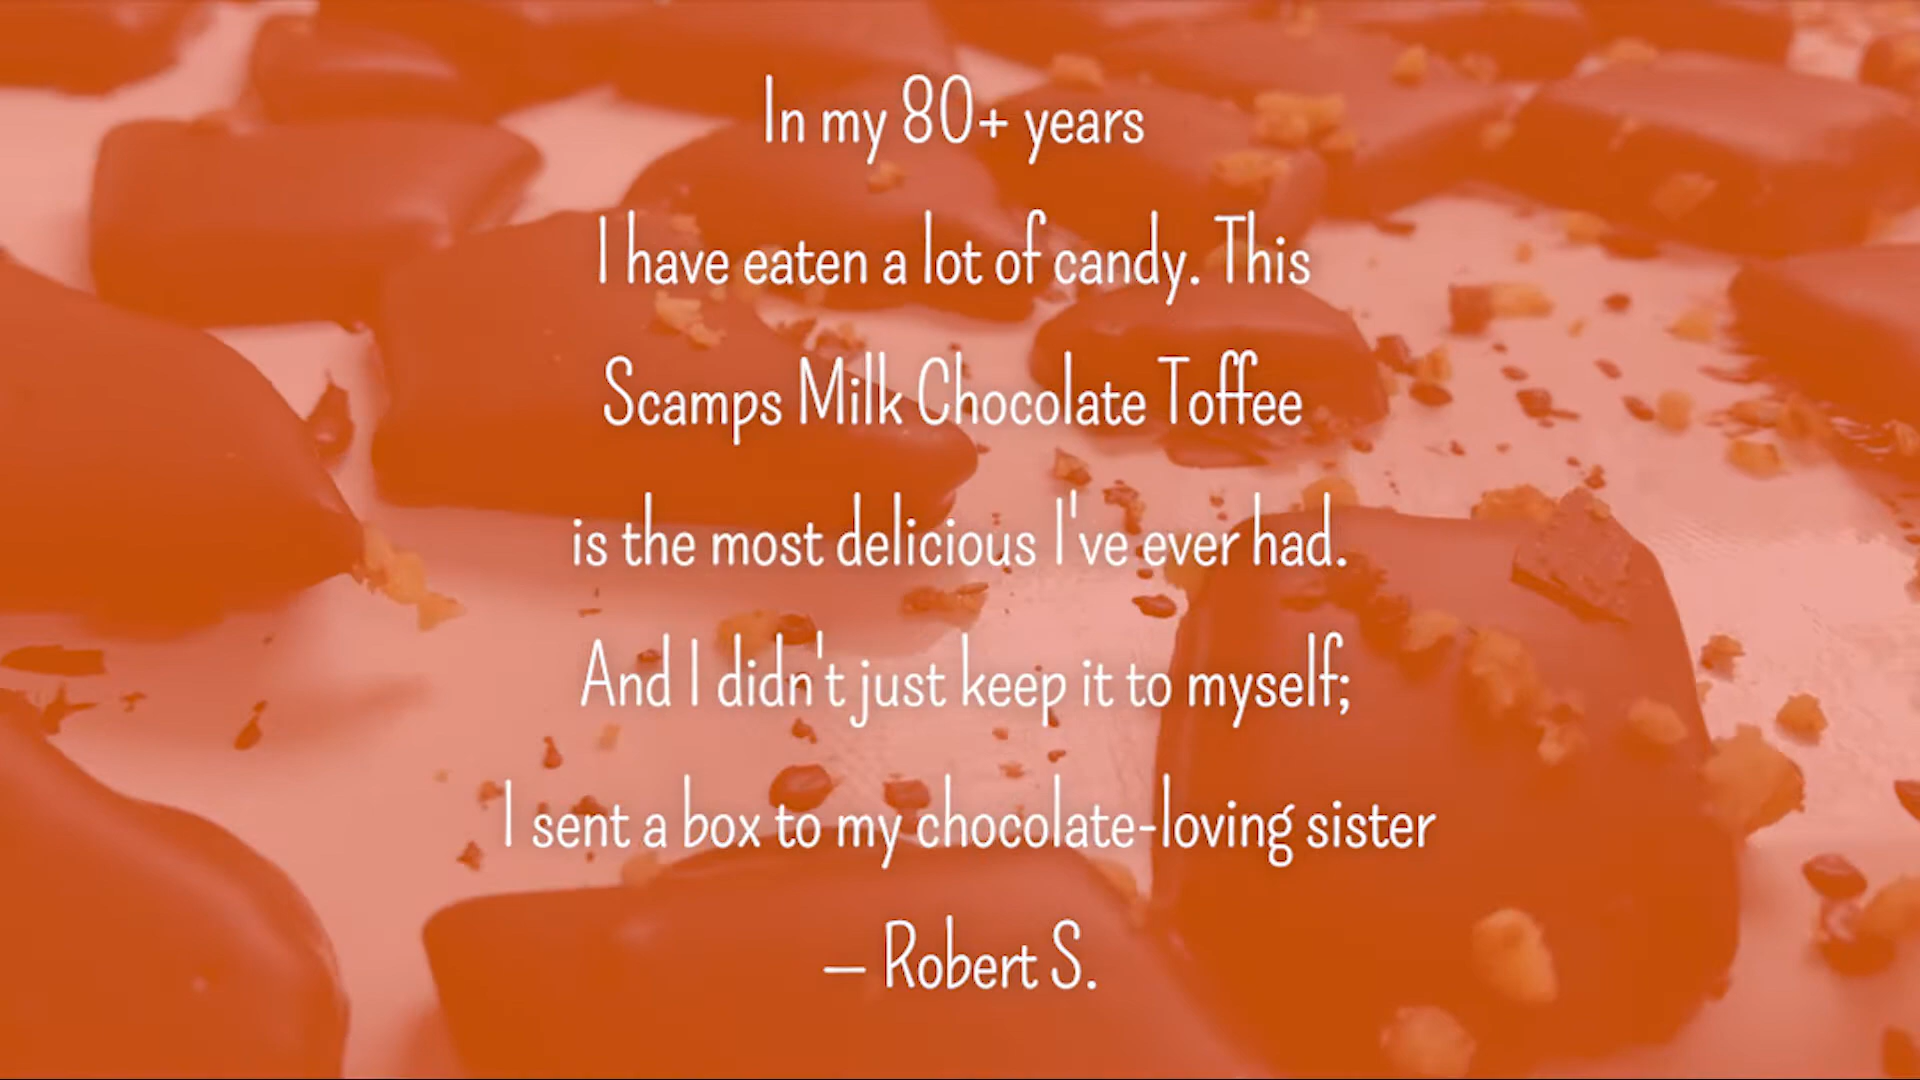 In my 80+ years
I have eaten a lot of candy. This
Scamps Milk Chocolate Toffee
is the most delicious I've ever had.
And I didn't just keep it to myself;
I sent a box to my chocolate-loving sister
– Robert S.